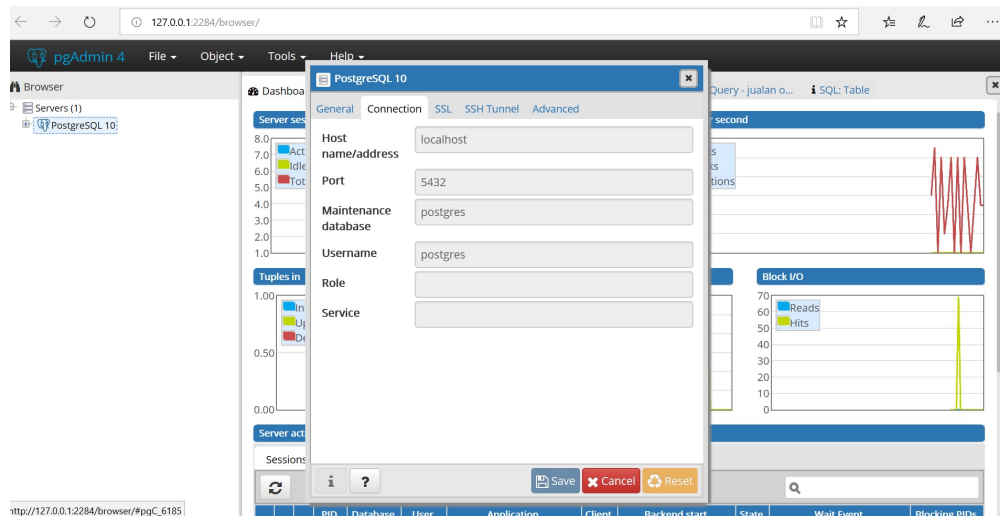 127.0.0.1:2284/browser/
pgAdmin 4 File Object Tools Help
Browser
Servers (1)
PostgreSQL 10
Dashboa
Query - jualan o...
SQL: Table
PostgreSQL 10
General Connection SSL SSH Tunnel Advanced
Host name/address
localhost
Port
5432
Maintenance database
postgres
Username
postgres
Role
Service
i ? Save Cancel Reset
Server ses
r second
8.0
7.0
6.0
5.0
4.0
3.0
2.0
1.0
Act
Idle
Tot
s
ks
tions
Tuples in
1.00
0.50
0.00
In
Up
De
Block I/O
70
60
50
40
30
20
10
0
Reads
Hits
Server act
Sessions
PID Database User Application Client Backend start State Wait Event Blocking PIDs
http://127.0.0.1:2284/browser/#pgC_6185